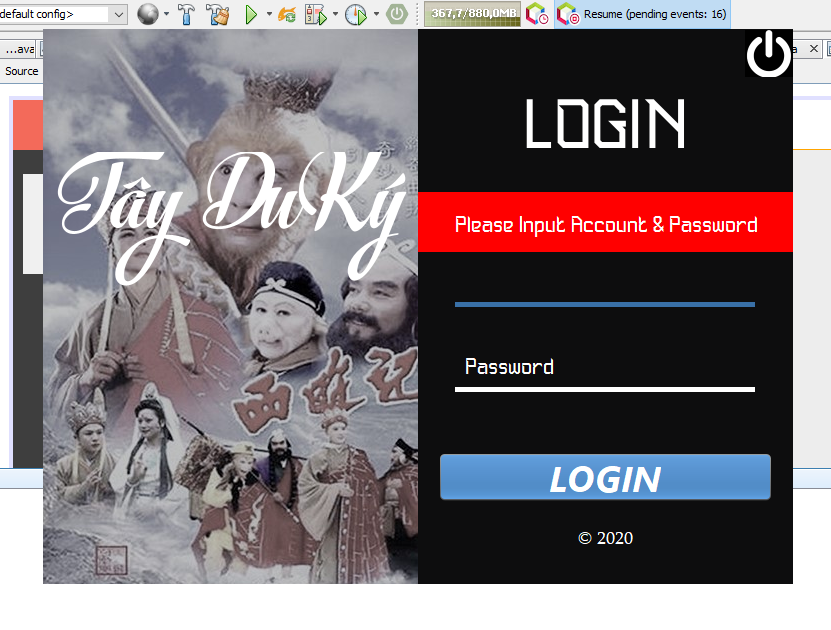 default config>
367,7/880,0MB
Resume (pending events: 16)
...ava
a
Source
Tây Du Ký
西遊记
LOGIN
Please Input Account & Password
Password
LOGIN
© 2020